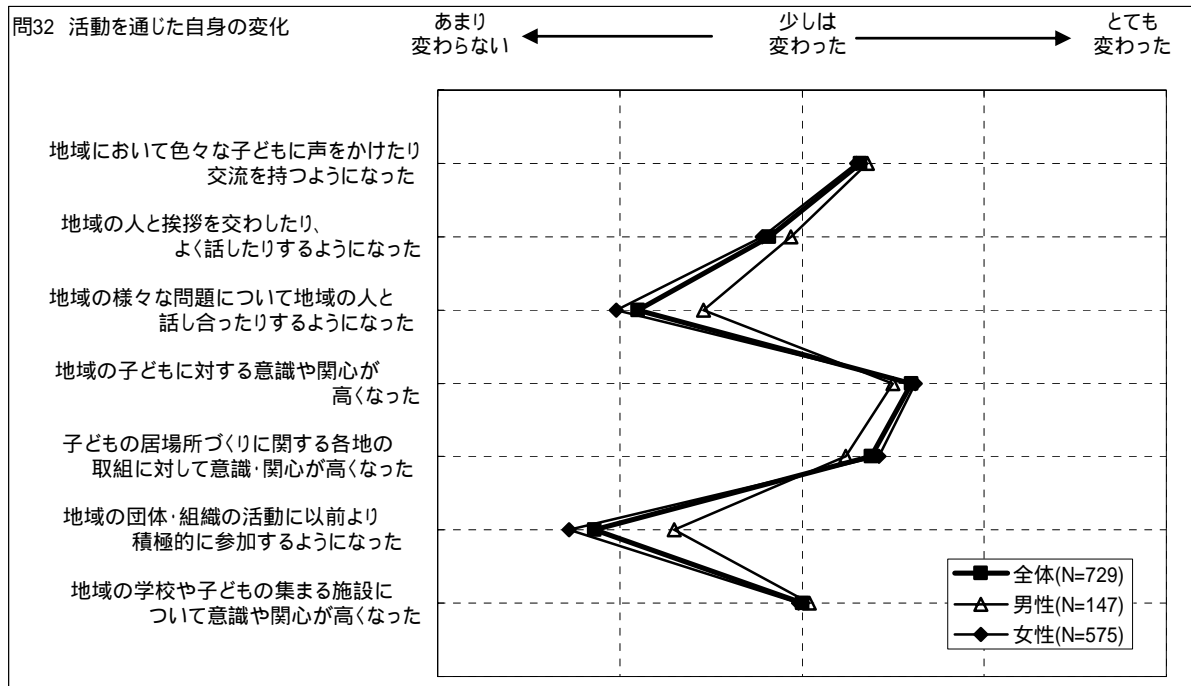 問32 活動を通じた自身の変化
あまり
変わらない
少しは
変わった
とても
変わった
地域において色々な子どもに声をかけたり
交流を持つようになった
地域の人と挨拶を交わしたり、
よく話したりするようになった
地域の様々な問題について地域の人と
話し合ったりするようになった
地域の子どもに対する意識や関心が
高くなった
子どもの居場所づくりに関する各地の
取組に対して意識・関心が高くなった
地域の団体・組織の活動に以前より
積極的に参加するようになった
地域の学校や子どもの集まる施設に
ついて意識や関心が高くなった
全体(N=729)
男性(N=147)
女性(N=575)